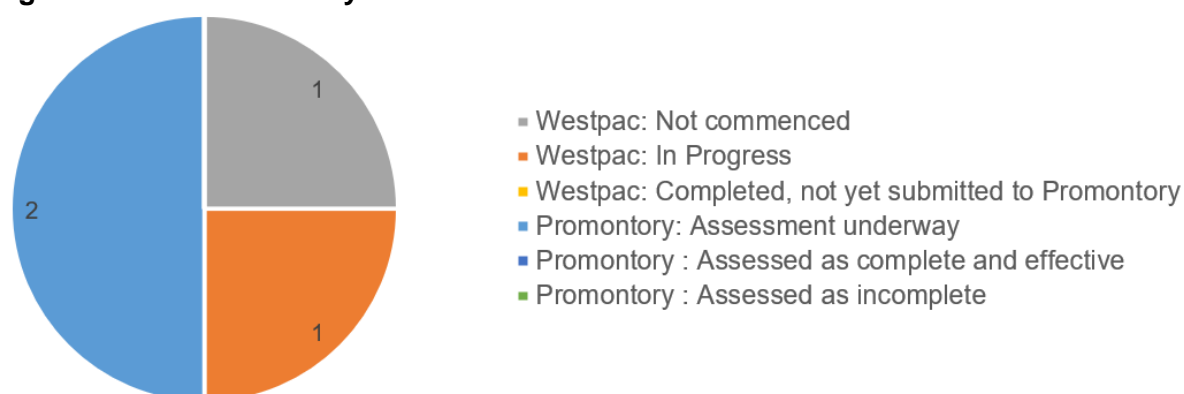 1
2
1
Westpac: Not commenced
Westpac: In Progress
Westpac: Completed, not yet submitted to Promontory
Promontory: Assessment underway
Promontory : Assessed as complete and effective
Promontory : Assessed as incomplete